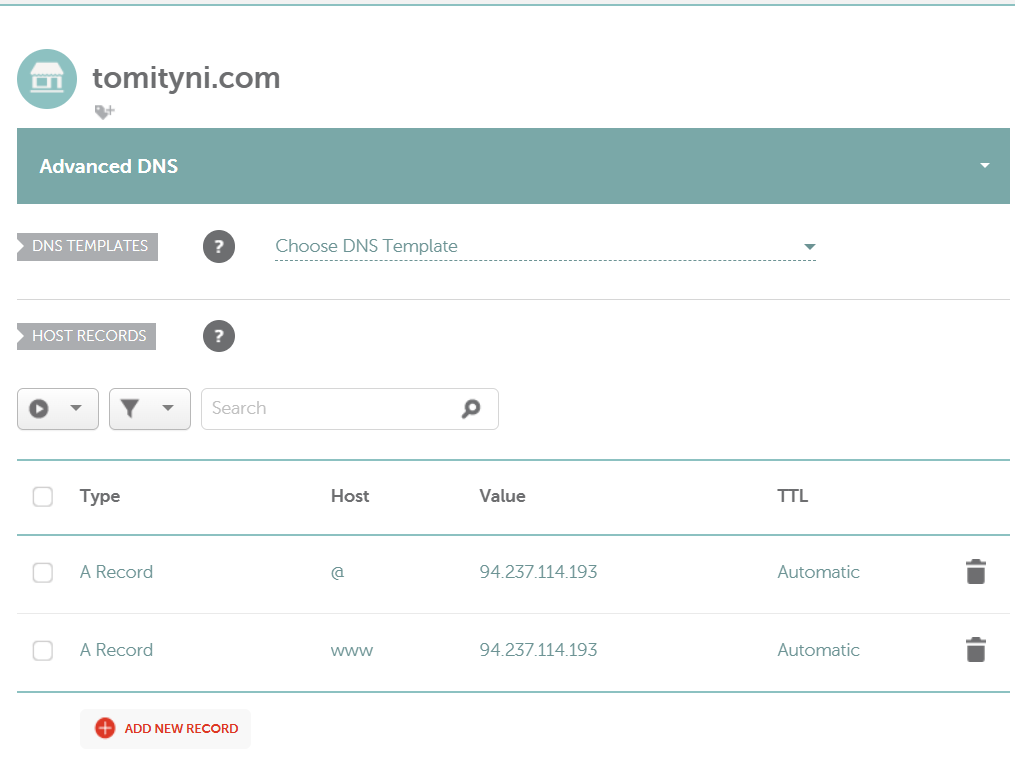 tomityni.com
Advanced DNS
DNS TEMPLATES ? Choose DNS Template
HOST RECORDS ?
Search
Type Host Value TTL
A Record @ 94.237.114.193 Automatic
A Record www 94.237.114.193 Automatic
ADD NEW RECORD